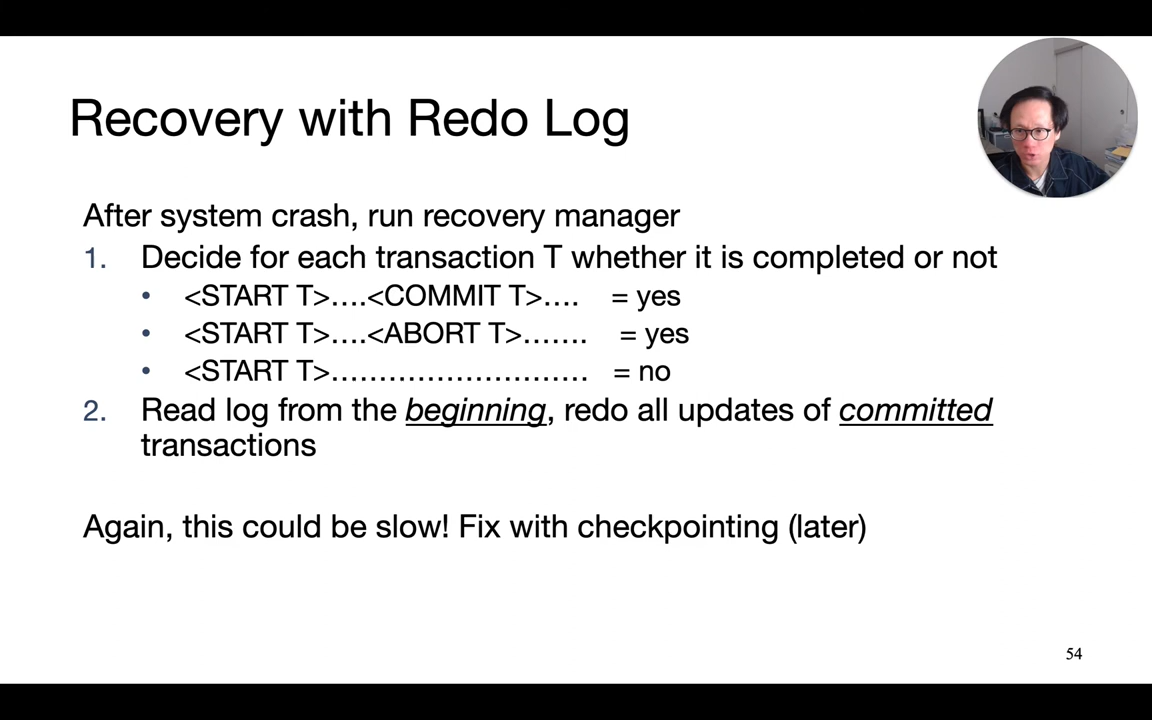 Recovery with Redo Log
After system crash, run recovery manager
1. Decide for each transaction T whether it is completed or not
• <START T>….<COMMIT T>…. = yes
• <START T>….<ABORT T>……. = yes
• <START T>……………………… = no
2. Read log from the beginning, redo all updates of committed
transactions
Again, this could be slow! Fix with checkpointing (later)
54